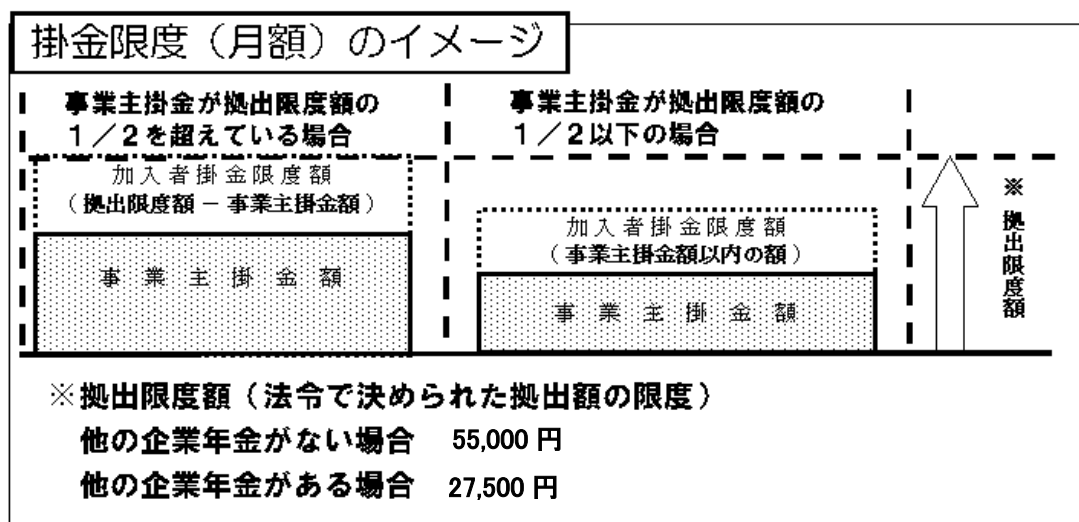 掛金限度（月額）のイメージ
事業主掛金が拠出限度額の
１／２を超えている場合
加入者掛金限度額
（拠出限度額－事業主掛金額）
事業主掛金額
事業主掛金が拠出限度額の
１／２以下の場合
加入者掛金限度額
（事業主掛金額以内の額）
事業主掛金額
※拠出限度額
※拠出限度額（法令で決められた拠出額の限度）
他の企業年金がない場合 55,000 円
他の企業年金がある場合 27,500 円